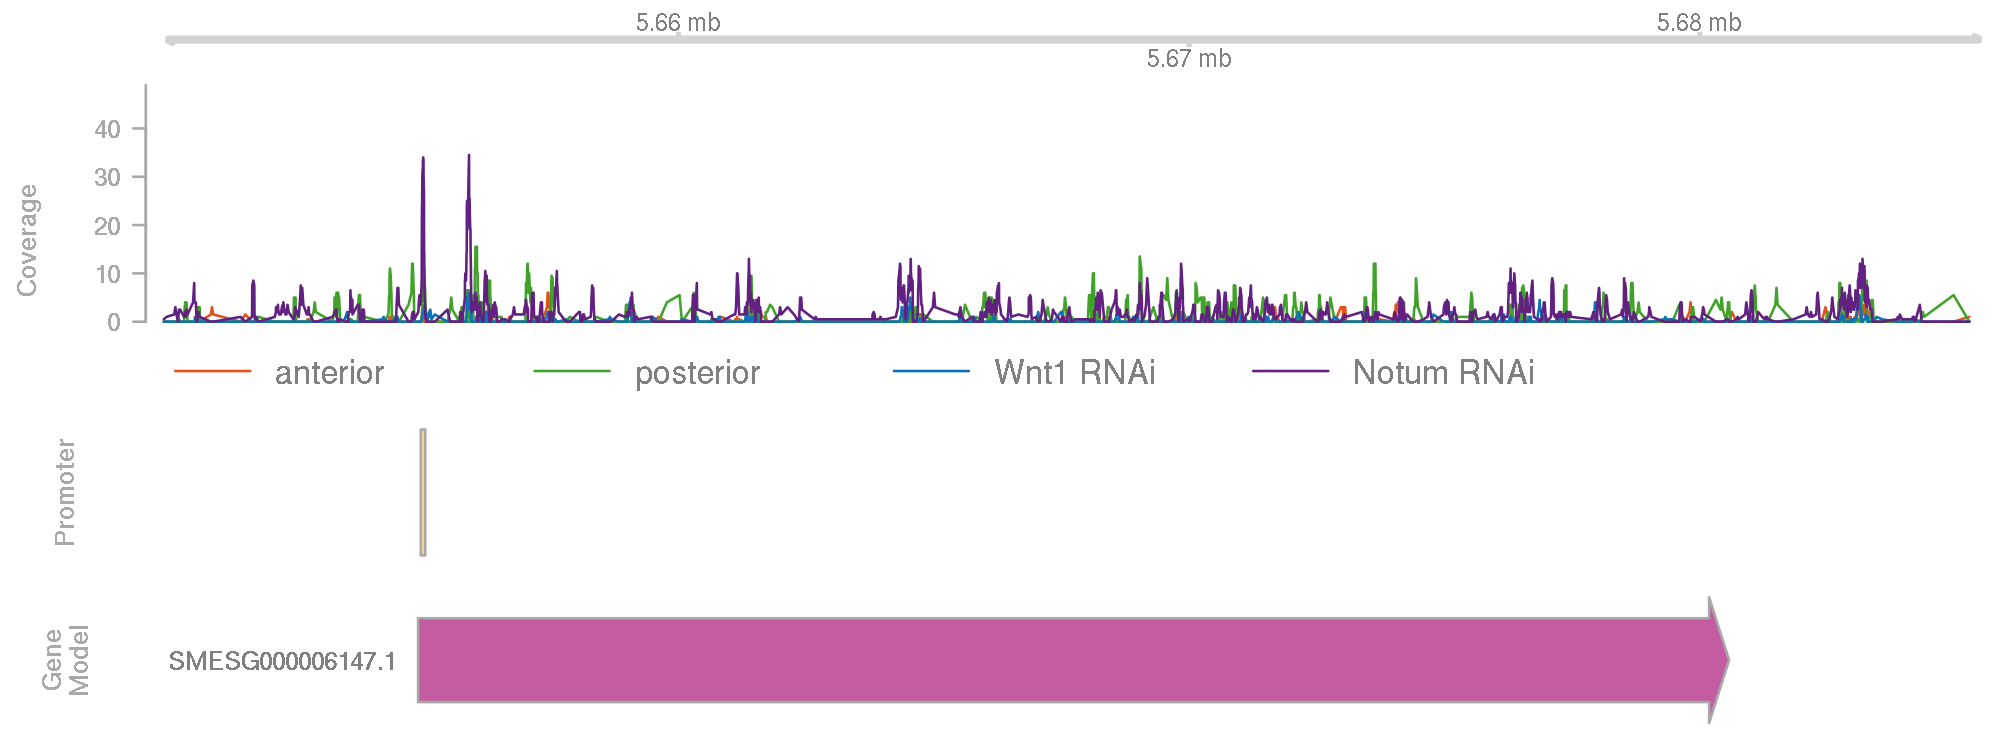 5.66 mb
5.68 mb
5.67 mb
Coverage
40
30
20
10
0
anterior
posterior
Wnt1 RNAi
Notum RNAi
Promoter
Gene
Model
SMESG000006147.1